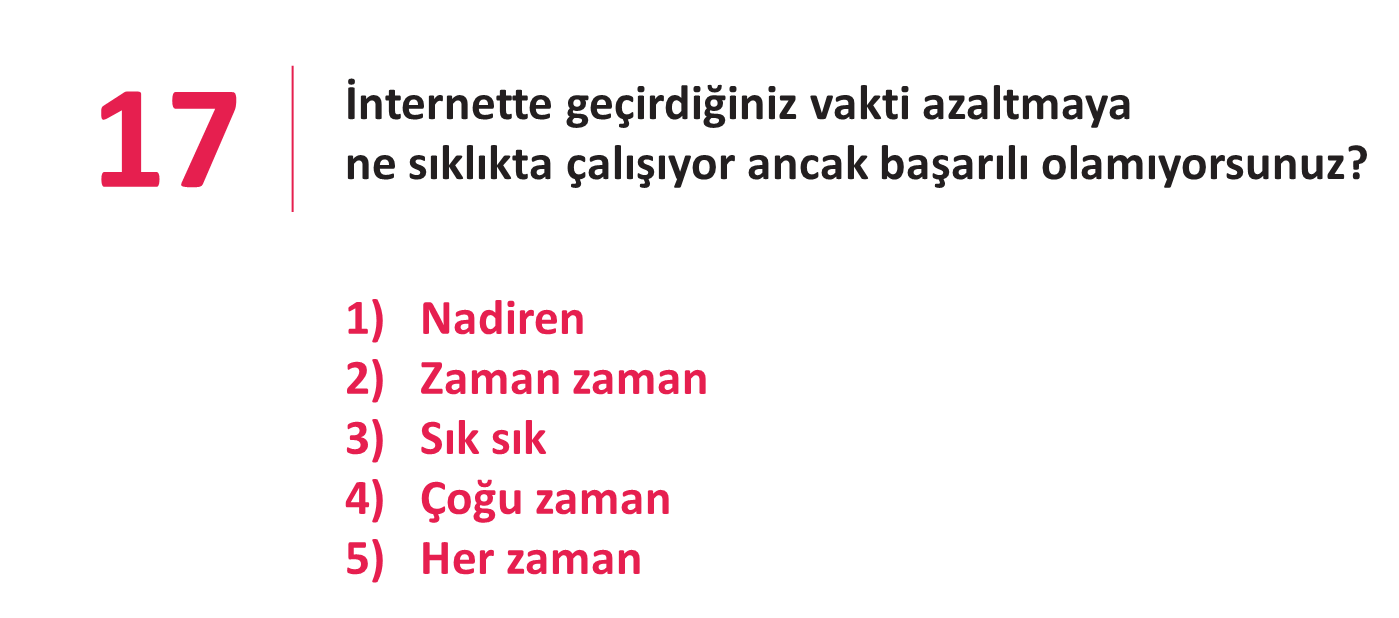 17
İnternette geçirdiğiniz vakti azaltmaya
ne sıklıkta çalışıyor ancak başarılı olamıyorsunuz?
1) Nadiren
2) Zaman zaman
3) Sık sık
4) Çoğu zaman
5) Her zaman